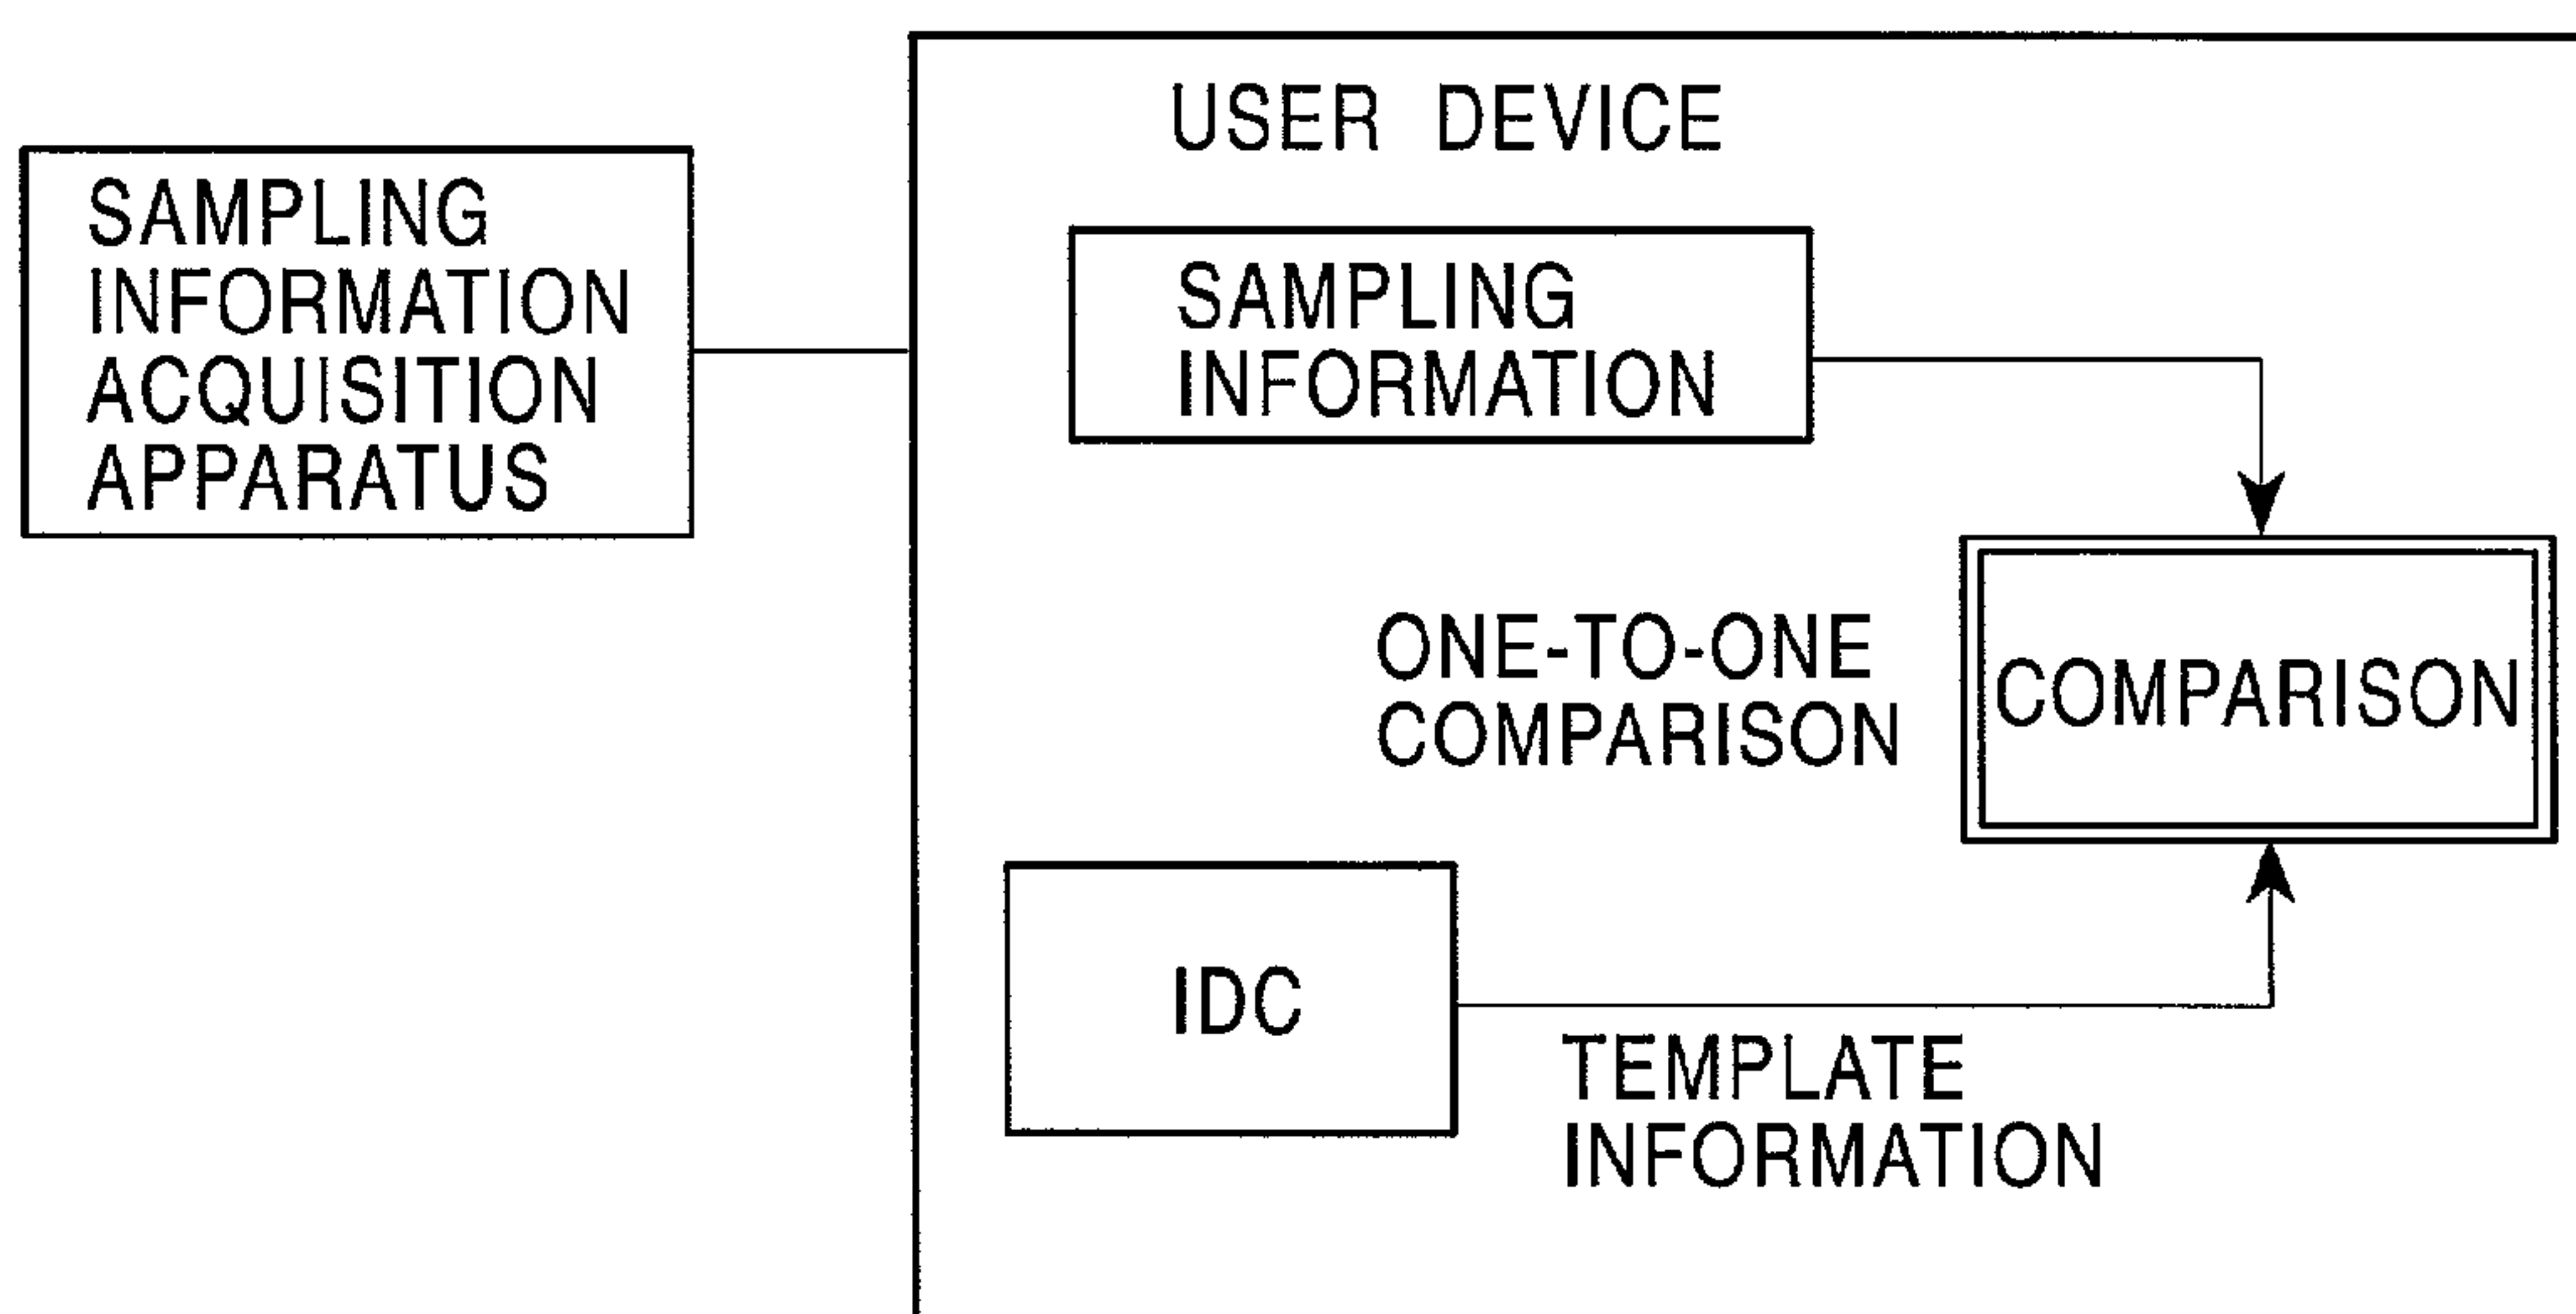 USER DEVICE
SAMPLING
INFORMATION
ACQUISITION
APPARATUS
SAMPLING
INFORMATION
ONE-TO-ONE
COMPARISON
COMPARISON
IDC
TEMPLATE
INFORMATION